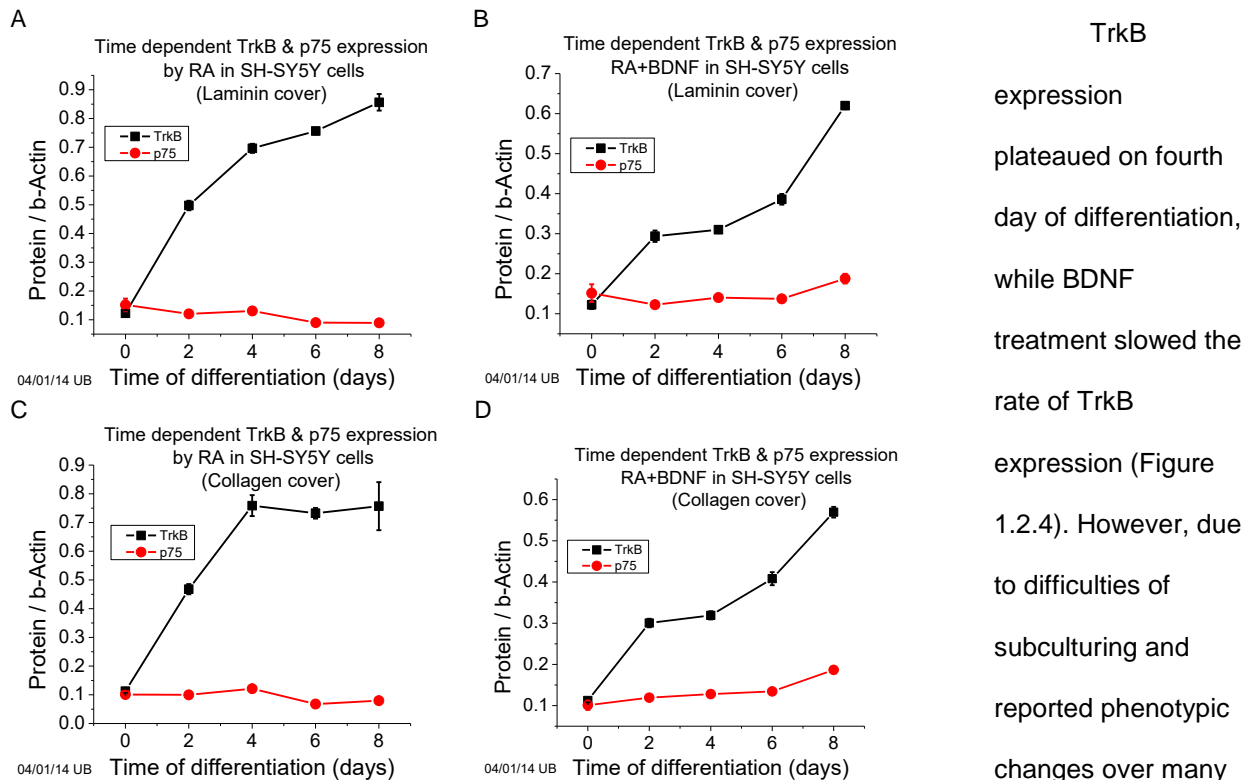 A
Time dependent TrkB & p75 expression
by RA in SH-SY5Y cells
(Laminin cover)
0.9
0.8
0.7
0.6
0.5
0.4
0.3
0.2
0.1
Protein / b-Actin
TrkB
p75
0 2 4 6 8
04/01/14 UB Time of differentiation (days)
B
Time dependent TrkB & p75 expression
RA+BDNF in SH-SY5Y cells
(Laminin cover)
0.7
0.6
0.5
0.4
0.3
0.2
0.1
Protein / b-Actin
TrkB
p75
0 2 4 6 8
04/01/14 UB Time of differentiation (days)
C
Time dependent TrkB & p75 expression
by RA in SH-SY5Y cells
(Collagen cover)
0.9
0.8
0.7
0.6
0.5
0.4
0.3
0.2
0.1
0.0
Protein / b-Actin
TrkB
p75
0 2 4 6 8
04/01/14 UB Time of differentiation (days)
D
Time dependent TrkB & p75 expression
RA+BDNF in SH-SY5Y cells
(Collagen cover)
0.6
0.5
0.4
0.3
0.2
0.1
Protein / b-Actin
TrkB
p75
0 2 4 6 8
04/01/14 UB Time of differentiation (days)
TrkB
expression
plateaued on fourth
day of differentiation,
while BDNF
treatment slowed the
rate of TrkB
expression (Figure
1.2.4). However, due
to difficulties of
subculturing and
reported phenotypic
changes over many